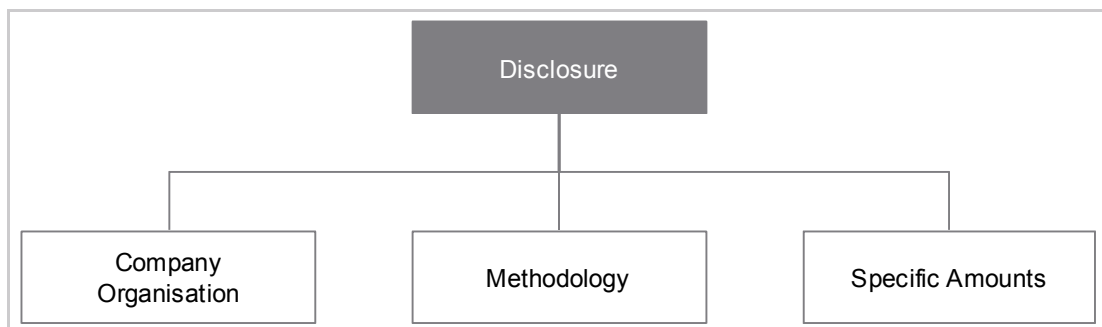 Disclosure
Company
Organisation
Methodology
Specific Amounts